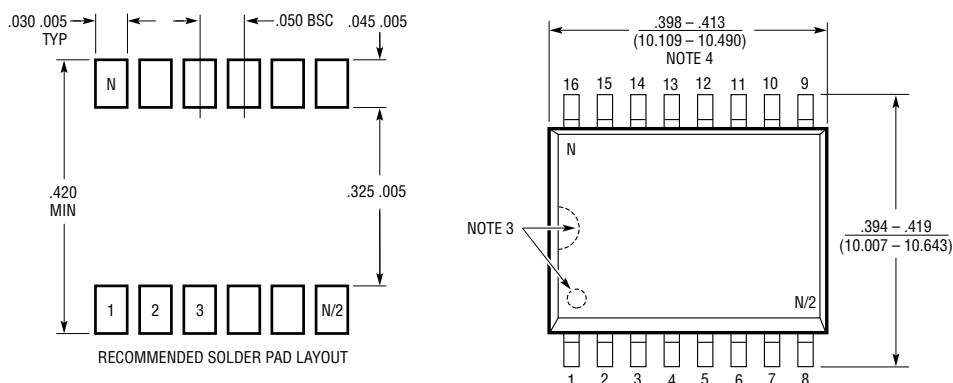 .030 .005
TYP
.050 BSC
.045 .005
N
.420
MIN
.325 .005
1 2 3 N/2
RECOMMENDED SOLDER PAD LAYOUT
.398 – .413
(10.109 – 10.490)
NOTE 4
16 15 14 13 12 11 10 9
N
NOTE 3
.394 – .419
(10.007 – 10.643)
N/2
1 2 3 4 5 6 7 8